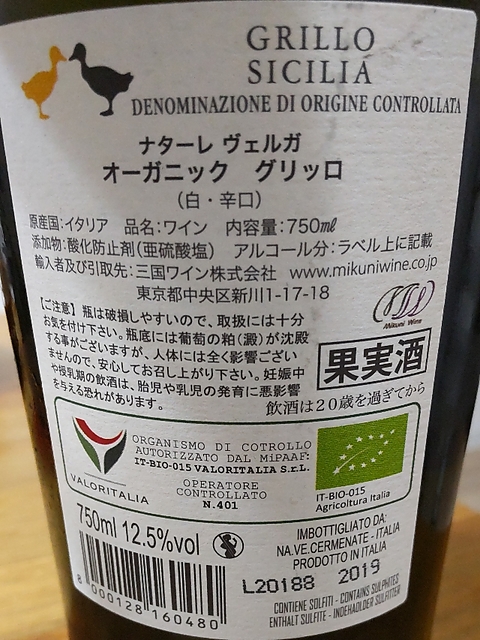 GRILLO
SICILIA
DENOMINAZIONE DI ORIGINE CONTROLLATA
ナターレ ヴェルガ
オーガニック グリッロ
（白・辛口）
原産国:イタリア 品名:ワイン 内容量:750㎖
添加物:酸化防止剤（亜硫酸塩） アルコール分:ラベル上に記載
輸入者及び引取先:三国ワイン株式会社 www.mikuniwine.co.jp
東京都中央区新川1-17-18
【ご注意】瓶は破損しやすいので、取扱には十分
お気を付け下さい。瓶底には葡萄の粕（澱）が沈殿
する事がございますが、人体には全く影響ござい
ませんので、安心してお召し上がり下さい。妊娠中
や授乳期の飲酒は、胎児や乳児の発育に悪影響
を与える恐れがあります。
Mikuni Wine
果実酒
飲酒は20歳を過ぎてから
VALORITALIA
ORGANISMO DI COTROLLO
AUTORIZZATO DAL MiPAAF:
IT-BIO-015 VALORITALIA S.r.L.
OPERATORE
CONTROLLATO
N.401
IT-BIO-015
Agricoltura Italia
750ml 12.5%vol
8 000128 160480
IMBOTTIGLIATO DA:
NA.VE.CERMENATE - ITALIA
PRODOTTO IN ITALIA
L20188 2019
CONTIENE SOLFITI - CONTAINS SULPHITES
ENTHALT SULFITE - INDEHOLDER SULFITTER